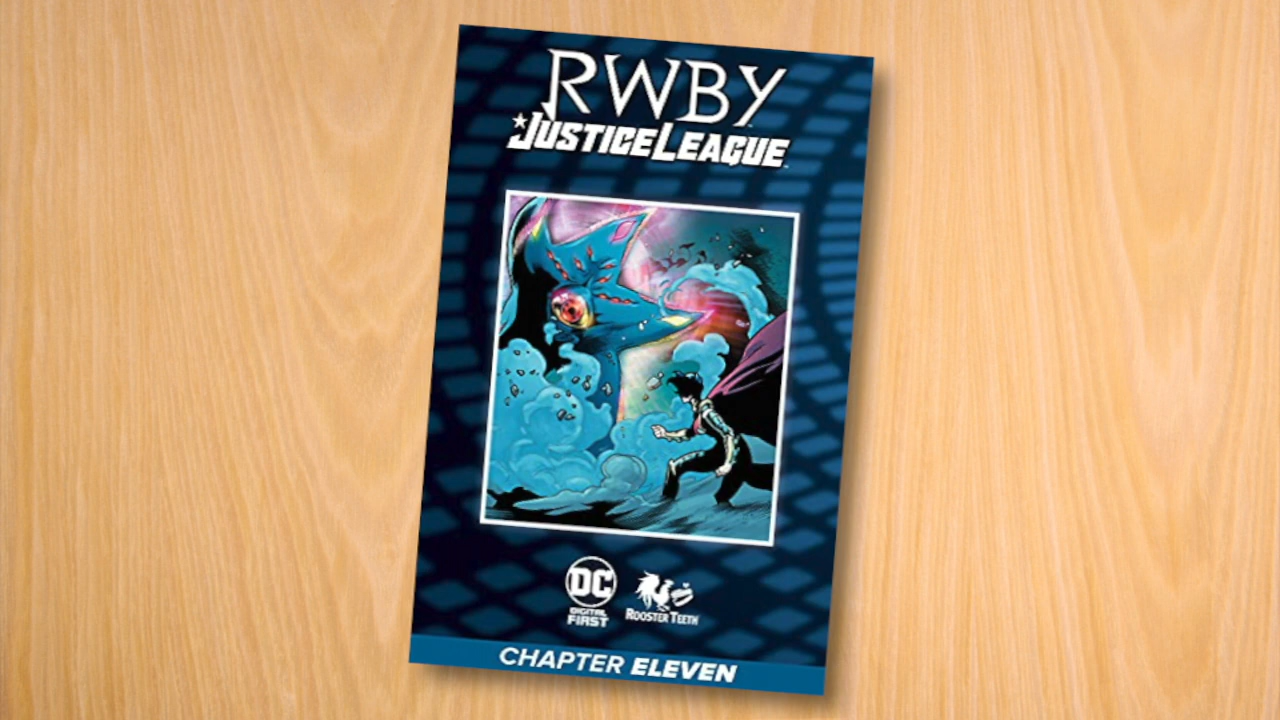 RWBY
JUSTICE LEAGUE
DC
DIGITAL
FIRST
ROOSTER TEETH
CHAPTER ELEVEN